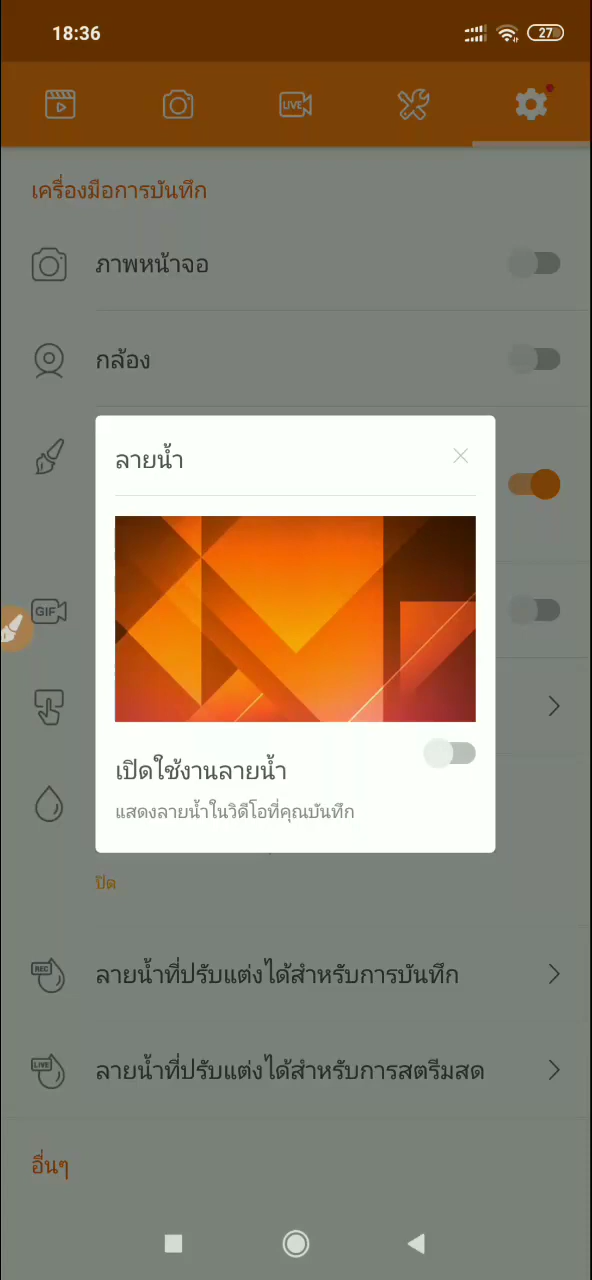 18:36
27
LIVE
เครื่องมือการบันทึก
ภาพหน้าจอ
กล้อง
ลายน้ำ
GIF
เปิดใช้งานลายน้ำ
แสดงลายน้ำในวิดีโอที่คุณบันทึก
ปิด
REC
ลายน้ำที่ปรับแต่งได้สำหรับการบันทึก
LIVE
ลายน้ำที่ปรับแต่งได้สำหรับการสตรีมสด
อื่นๆ